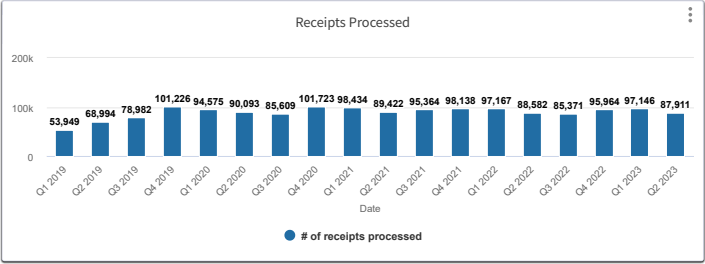 Receipts Processed
200k
100k
0
53,949
68,994
78,982
101,226
94,575
90,093
85,609
101,723
98,434
89,422
95,364
98,138
97,167
88,582
85,371
95,964
97,146
87,911
Q1 2019
Q2 2019
Q3 2019
Q4 2019
Q1 2020
Q2 2020
Q3 2020
Q4 2020
Q1 2021
Q2 2021
Q3 2021
Q4 2021
Q1 2022
Q2 2022
Q3 2022
Q4 2022
Q1 2023
Q2 2023
Date
# of receipts processed